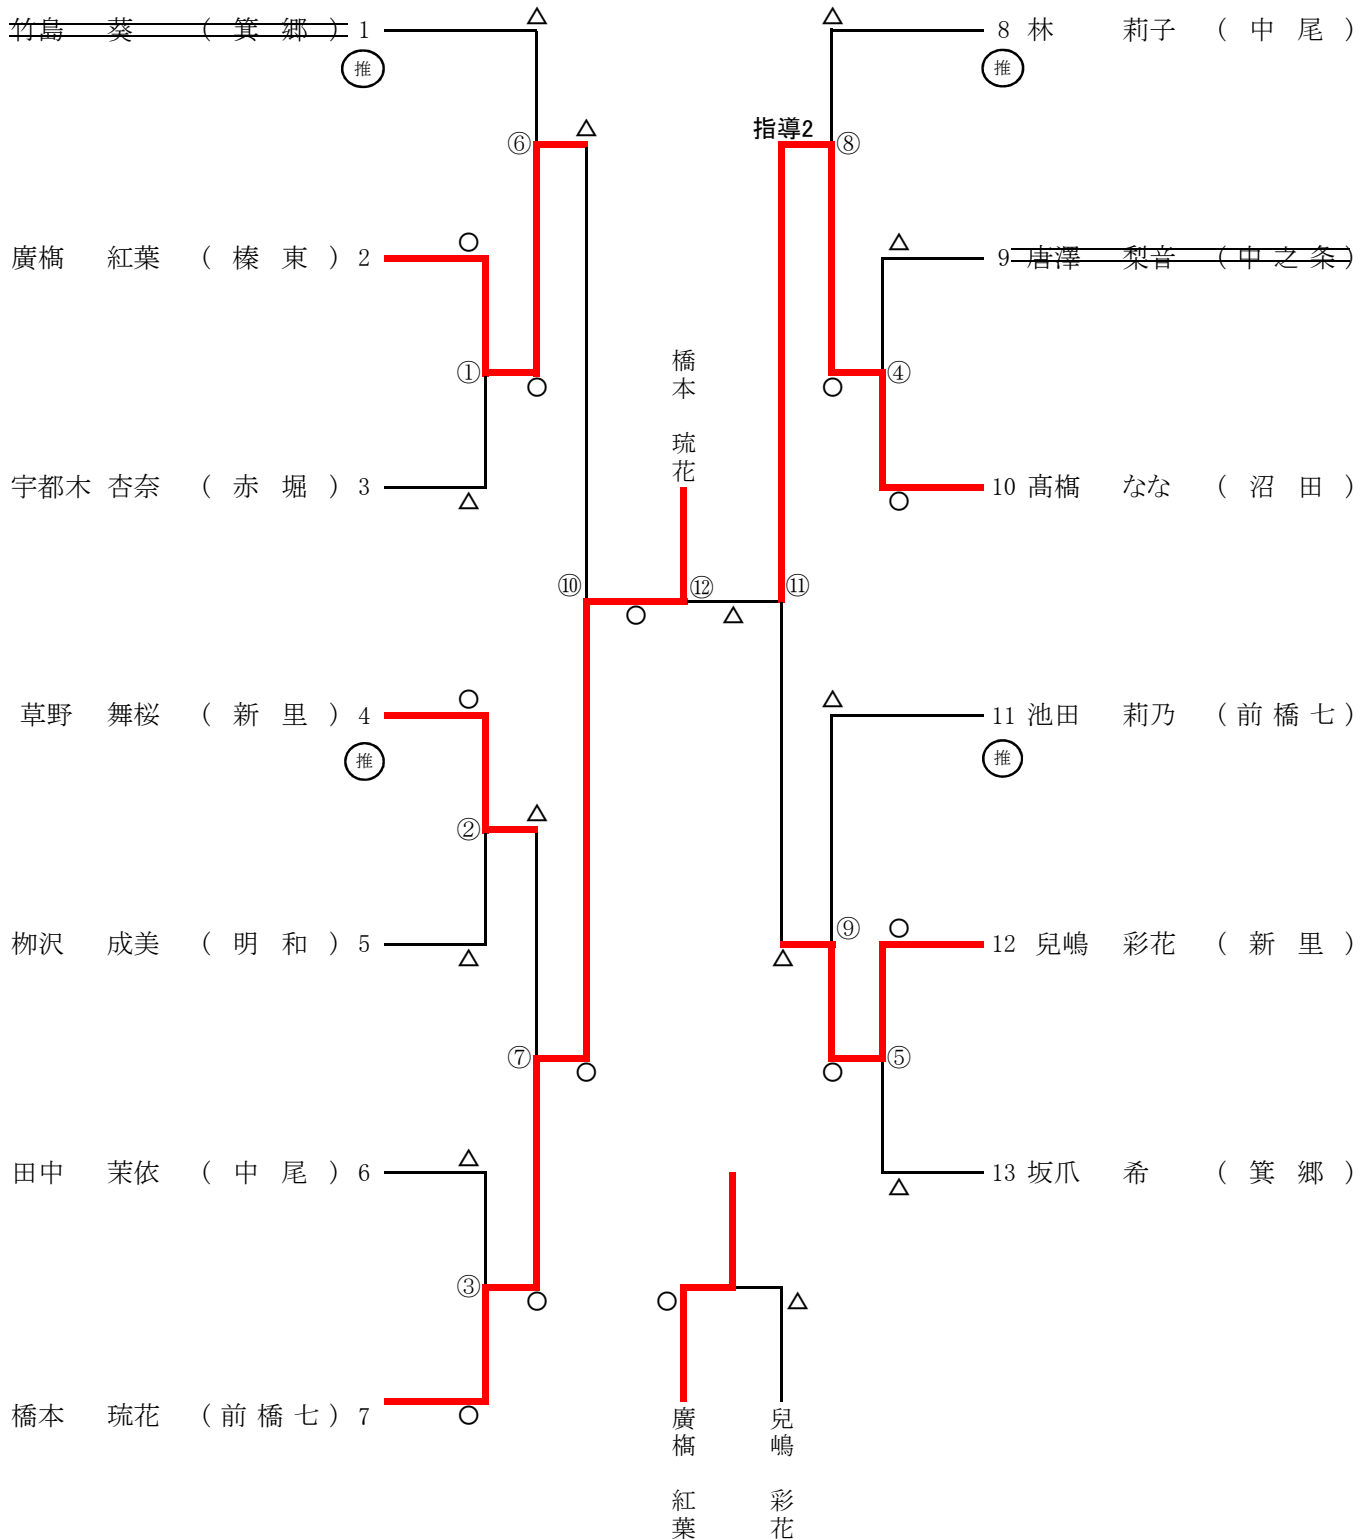 竹島 葵 （ 箕 郷 ） 1
推
廣𣘺 紅葉 （ 榛 東 ） 2
宇都木 杏奈 （ 赤 堀 ） 3
草野 舞桜 （ 新 里 ） 4
推
栁沢 成美 （ 明 和 ） 5
田中 茉依 （ 中 尾 ） 6
橋本 琉花 （ 前 橋 七 ） 7
△
⑥
△
○
①
○
△
⑩
○
②
△
△
⑦
○
△
③
○
○
橋本 琉花
⑫
○
△
△
指導2
⑧
△
○
④
○
⑪
△
⑨
○
△
○
⑤
△
8 林 莉子 （ 中 尾 ）
推
9 唐澤 梨音 （ 中 之 条 ）
10 髙𣘺 なな （ 沼 田 ）
11 池田 莉乃 （ 前 橋 七 ）
推
12 兒嶋 彩花 （ 新 里 ）
13 坂爪 希 （ 箕 郷 ）
○
△
廣𣘺 紅葉
兒嶋 彩花